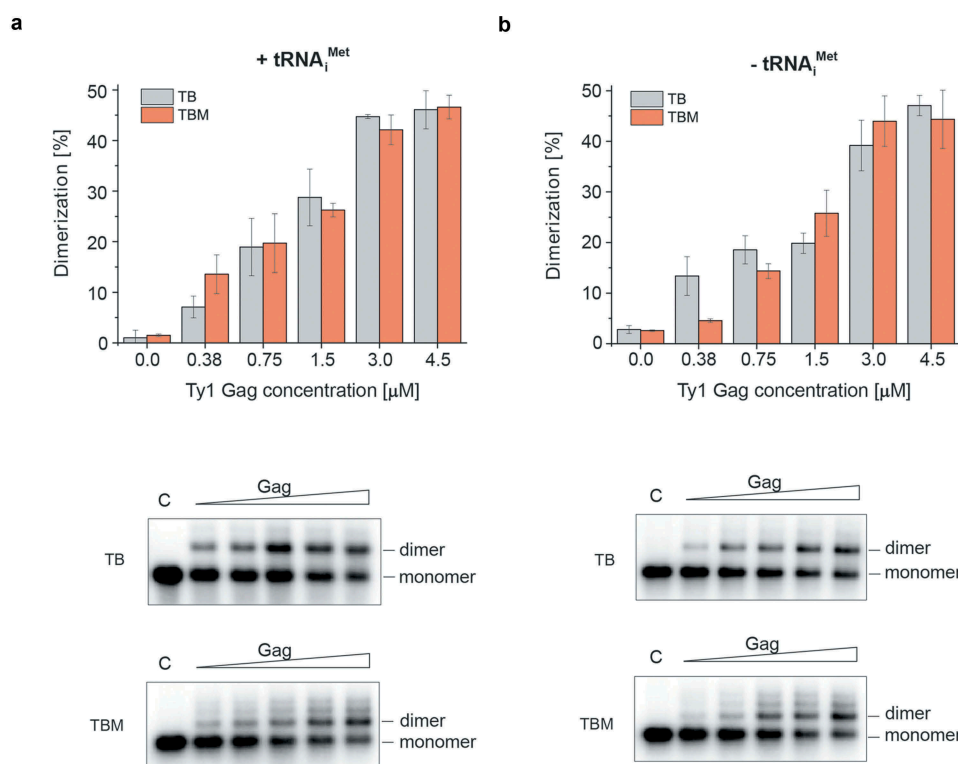 a
+ tRNAᵢᴹᵉᵗ
TB
TBM
Dimerization [%]
50
40
30
20
10
0
0.0 0.38 0.75 1.5 3.0 4.5
Ty1 Gag concentration [µM]
C Gag
TB
dimer
monomer
C Gag
TBM
dimer
monomer
b
- tRNAᵢᴹᵉᵗ
TB
TBM
Dimerization [%]
50
40
30
20
10
0
0.0 0.38 0.75 1.5 3.0 4.5
Ty1 Gag concentration [µM]
C Gag
TB
dimer
monomer
C Gag
TBM
dimer
monomer